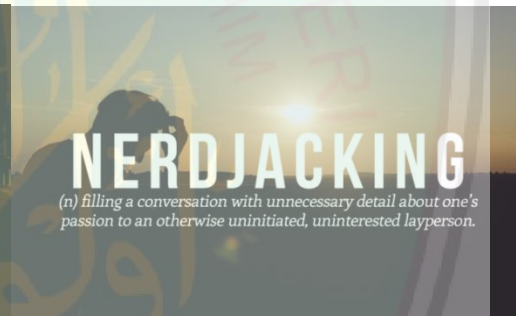 NERDJACKING
(n) filling a conversation with unnecessary detail about one's
passion to an otherwise uninitiated, uninterested layperson.